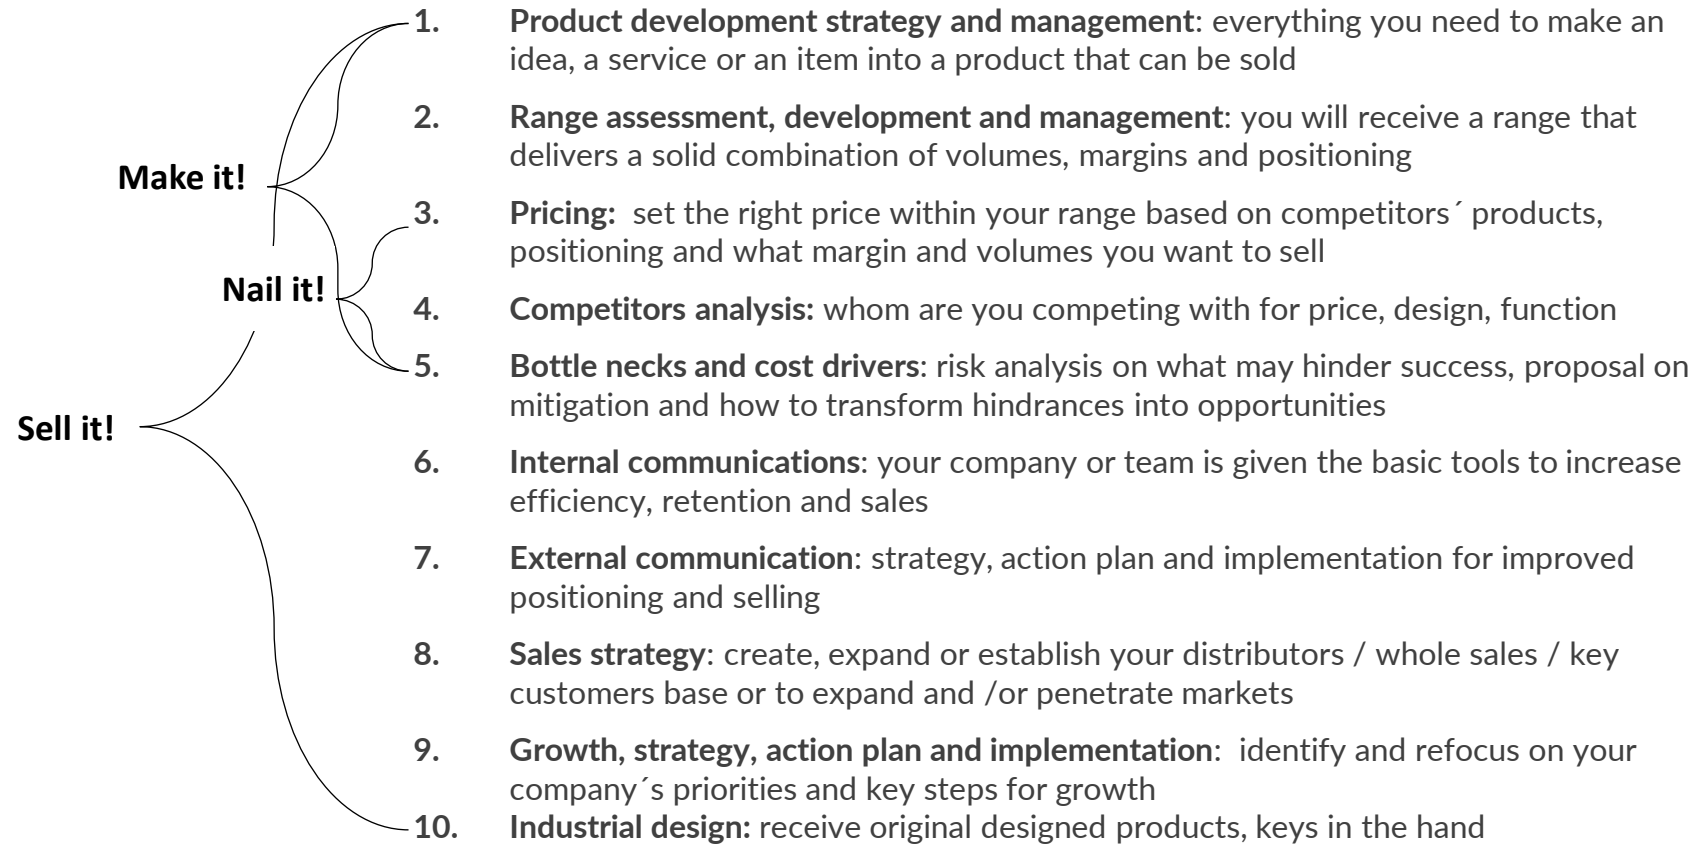 1. Product development strategy and management: everything you need to make an
idea, a service or an item into a product that can be sold
2. Range assessment, development and management: you will receive a range that
delivers a solid combination of volumes, margins and positioning
Make it!
3. Pricing:  set the right price within your range based on competitors´ products,
positioning and what margin and volumes you want to sell
Nail it!
4. Competitors analysis: whom are you competing with for price, design, function
5. Bottle necks and cost drivers: risk analysis on what may hinder success, proposal on
mitigation and how to transform hindrances into opportunities
Sell it!
6. Internal communications: your company or team is given the basic tools to increase
efficiency, retention and sales
7. External communication: strategy, action plan and implementation for improved
positioning and selling
8. Sales strategy: create, expand or establish your distributors / whole sales / key
customers base or to expand and /or penetrate markets
9. Growth, strategy, action plan and implementation:  identify and refocus on your
company´s priorities and key steps for growth
10. Industrial design: receive original designed products, keys in the hand